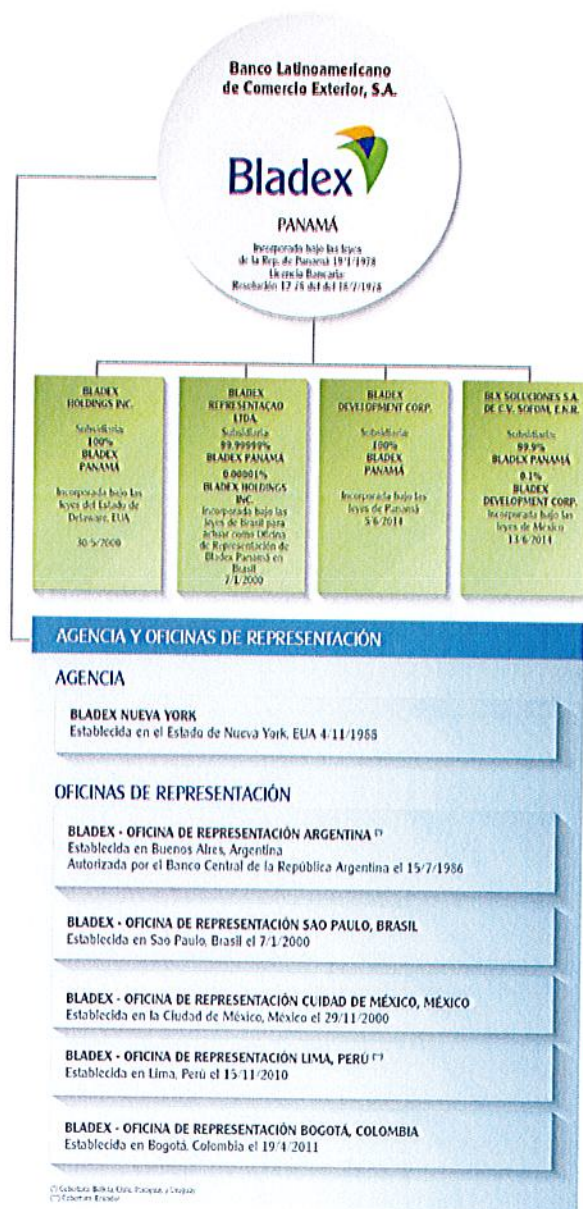 Banco Latinoamericano
de Comercio Exterior, S.A.
Bladex
PANAMÁ
Incorporada bajo las leyes
de la Rep. de Panamá 19/1/1978
Licencia Bancaria:
Resolución
BLADEX
HOLDINGS INC.
Subsidiaria:
100%
BLADEX
PANAMÁ
Incorporada bajo las
leyes del Estado de
Delaware, EUA
30/5/2000
BLADEX
REPRESENTAÇAO
LTDA.
Subsidiaria:
99.99999%
BLADEX PANAMÁ
0.00001%
BLADEX HOLDINGS
INC.
Incorporada bajo las
leyes de Brasil para
actuar como Oficina
de Representación de
Bladex Panamá en
Brasil
7/1/2000
BLADEX
DEVELOPMENT CORP.
Subsidiaria:
100%
BLADEX
PANAMÁ
Incorporada bajo las
leyes de Panamá
5/6/2014
BLX SOLUCIONES S.A.
DE C.V. SOFOM, E.N.R.
Subsidiaria:
99.9%
BLADEX PANAMÁ
0.1%
BLADEX
DEVELOPMENT CORP.
Incorporada bajo las
leyes de México
13/6/2014
AGENCIA Y OFICINAS DE REPRESENTACIÓN
AGENCIA
BLADEX NUEVA YORK
Establecida en el Estado de Nueva York, EUA 4/11/1988
OFICINAS DE REPRESENTACIÓN
BLADEX - OFICINA DE REPRESENTACIÓN ARGENTINA (*)
Establecida en Buenos Aires, Argentina
Autorizada por el Banco Central de la República Argentina el 15/7/1986
BLADEX - OFICINA DE REPRESENTACIÓN SAO PAULO, BRASIL
Establecida en Sao Paulo, Brasil el 7/1/2000
BLADEX - OFICINA DE REPRESENTACIÓN CUIDAD DE MÉXICO, MÉXICO
Establecida en la Ciudad de México, México el 29/11/2000
BLADEX - OFICINA DE REPRESENTACIÓN LIMA, PERÚ (**)
Establecida en Lima, Perú el 15/11/2010
BLADEX - OFICINA DE REPRESENTACIÓN BOGOTÁ, COLOMBIA
Establecida en Bogotá, Colombia el 19/4/2011
(*) Cobertura: Bolivia, Chile, Paraguay y Uruguay
(**) Cobertura: Ecuador